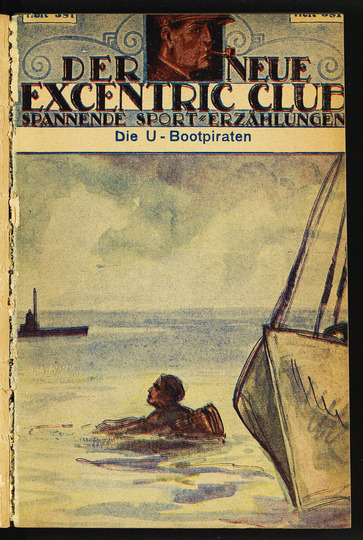 DER NEUE
EXCENTRIC CLUB
SPANNENDE SPORT-ERZÄHLUNGEN
Die U-Bootpiraten